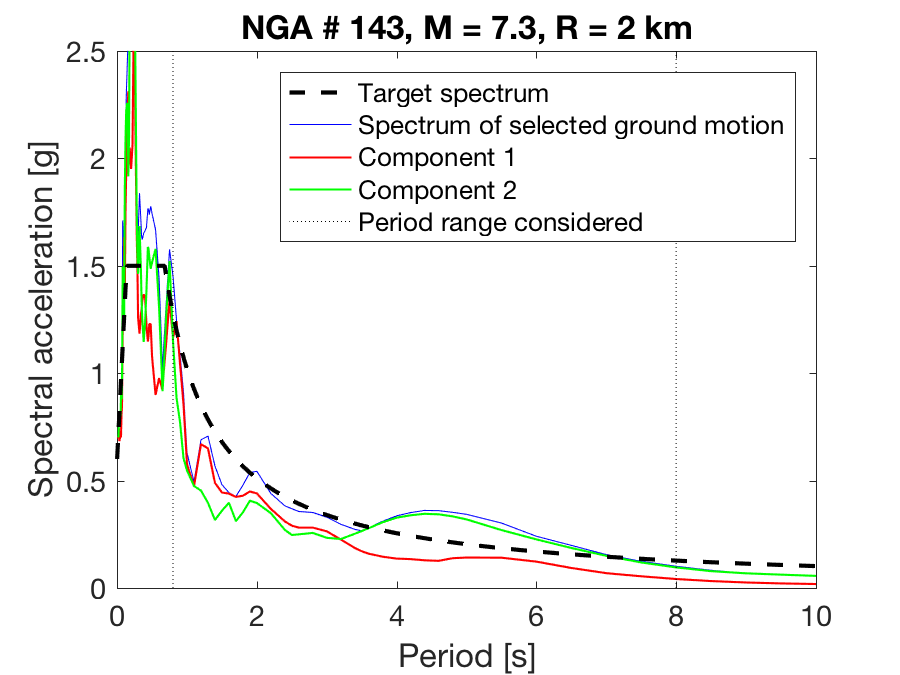 NGA # 143, M = 7.3, R = 2 km
2.5
2
1.5
1
0.5
0
Spectral acceleration [g]
Target spectrum
Spectrum of selected ground motion
Component 1
Component 2
Period range considered
0 2 4 6 8 10
Period [s]